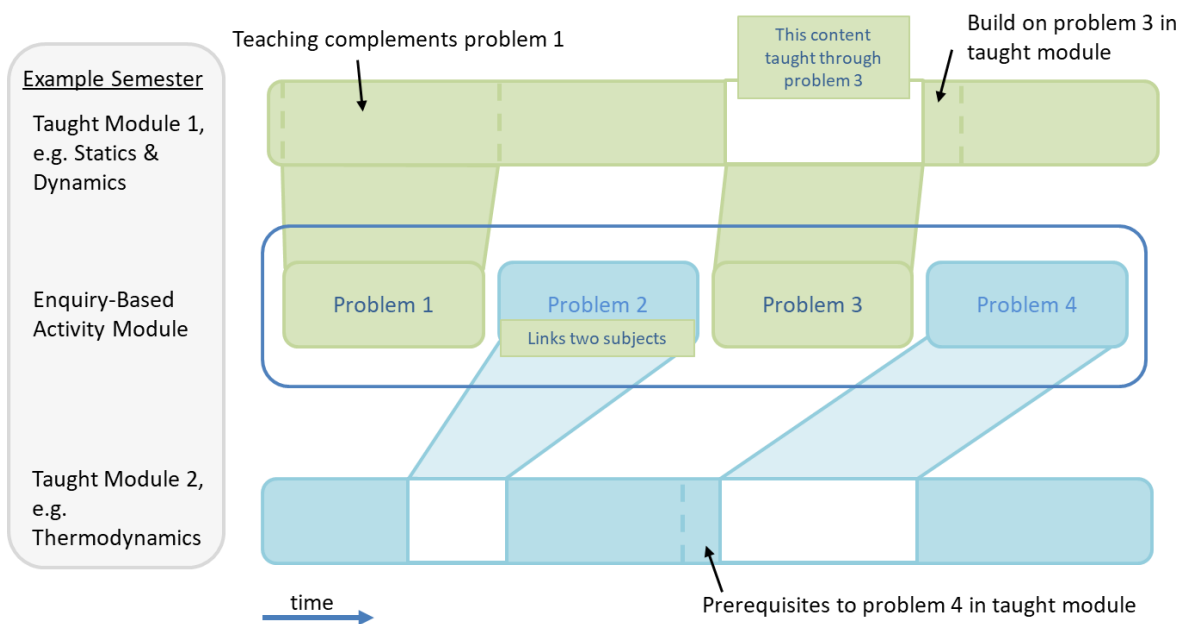 Teaching complements problem 1
This content
taught through
problem 3
Build on problem 3 in
taught module
Example Semester
Taught Module 1,
e.g. Statics &
Dynamics
Enquiry-Based
Activity Module
Problem 1
Problem 2
Links two subjects
Problem 3
Problem 4
Taught Module 2,
e.g.
Thermodynamics
time
Prerequisites to problem 4 in taught module